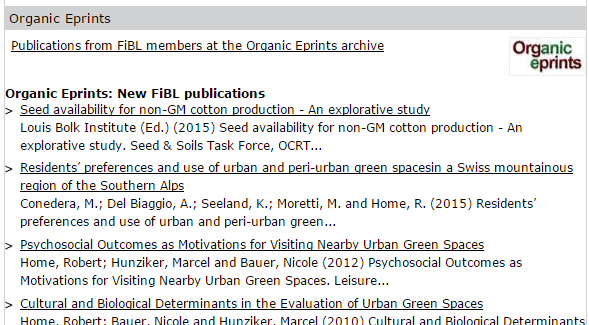 Organic Eprints
Publications from FiBL members at the Organic Eprints archive
Organic
eprints
Organic Eprints: New FiBL publications
> Seed availability for non-GM cotton production - An explorative study
Louis Bolk Institute (Ed.) (2015) Seed availability for non-GM cotton production - An
explorative study. Seed & Soils Task Force, OCRT...
> Residents’ preferences and use of urban and peri-urban green spacesin a Swiss mountainous
region of the Southern Alps
Conedera, M.; Del Biaggio, A.; Seeland, K.; Moretti, M. and Home, R. (2015) Residents’
preferences and use of urban and peri-urban green...
> Psychosocial Outcomes as Motivations for Visiting Nearby Urban Green Spaces
Home, Robert; Hunziker, Marcel and Bauer, Nicole (2012) Psychosocial Outcomes as
Motivations for Visiting Nearby Urban Green Spaces. Leisure...
> Cultural and Biological Determinants in the Evaluation of Urban Green Spaces
Home, Robert; Bauer, Nicole and Hunziker, Marcel (2010) Cultural and Biological Determinants